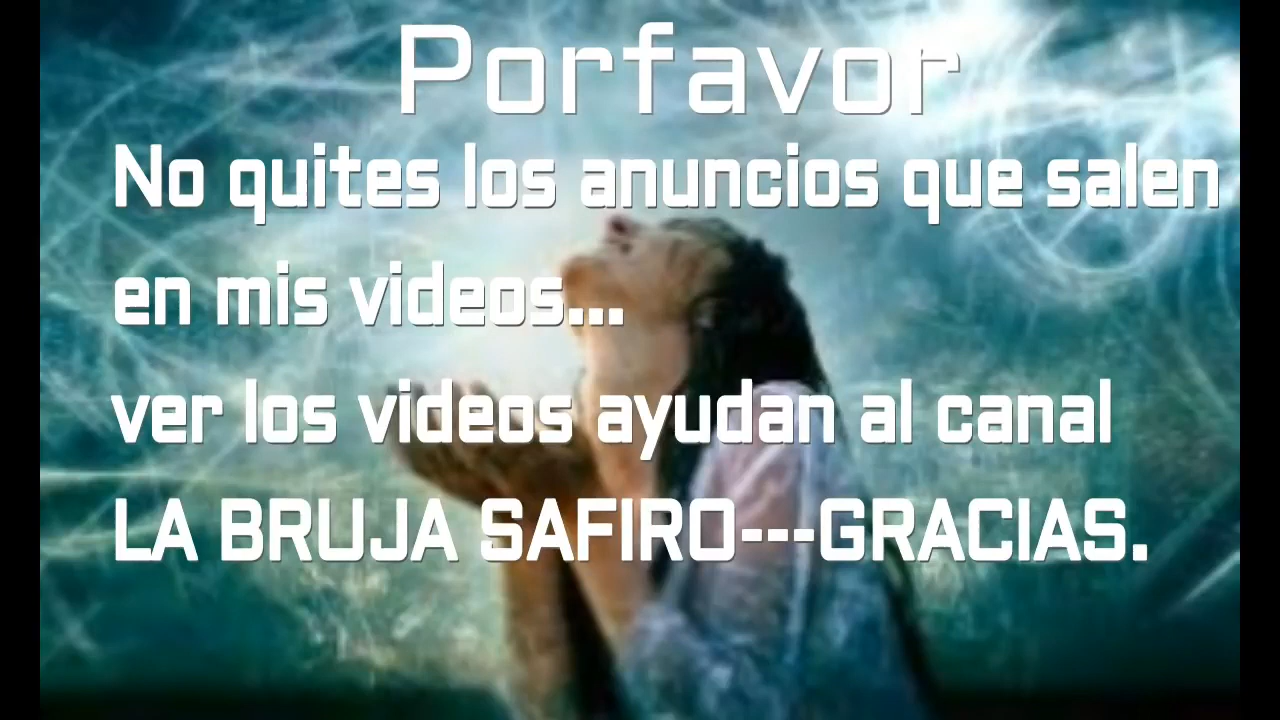 Porfavor
No quites los anuncios que salen
en mis videos...
ver los videos ayudan al canal
LA BRUJA SAFIRO---GRACIAS.